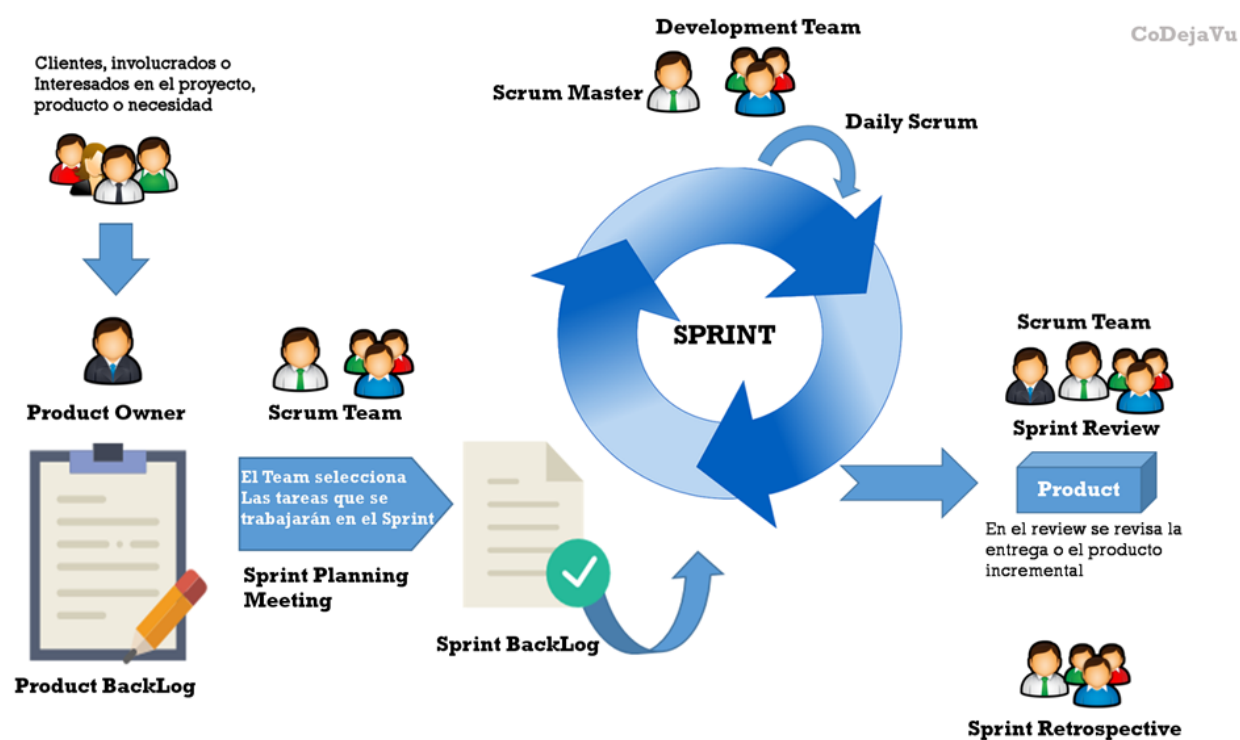 CoDejaVu
Clientes, involucrados o
Interesados en el proyecto,
producto o necesidad
Product Owner
Product BackLog
Scrum Team
El Team selecciona
Las tareas que se
trabajarán en el Sprint
Sprint Planning
Meeting
Sprint BackLog
Development Team
Scrum Master
Daily Scrum
SPRINT
Scrum Team
Sprint Review
Product
En el review se revisa la
entrega o el producto
incremental
Sprint Retrospective